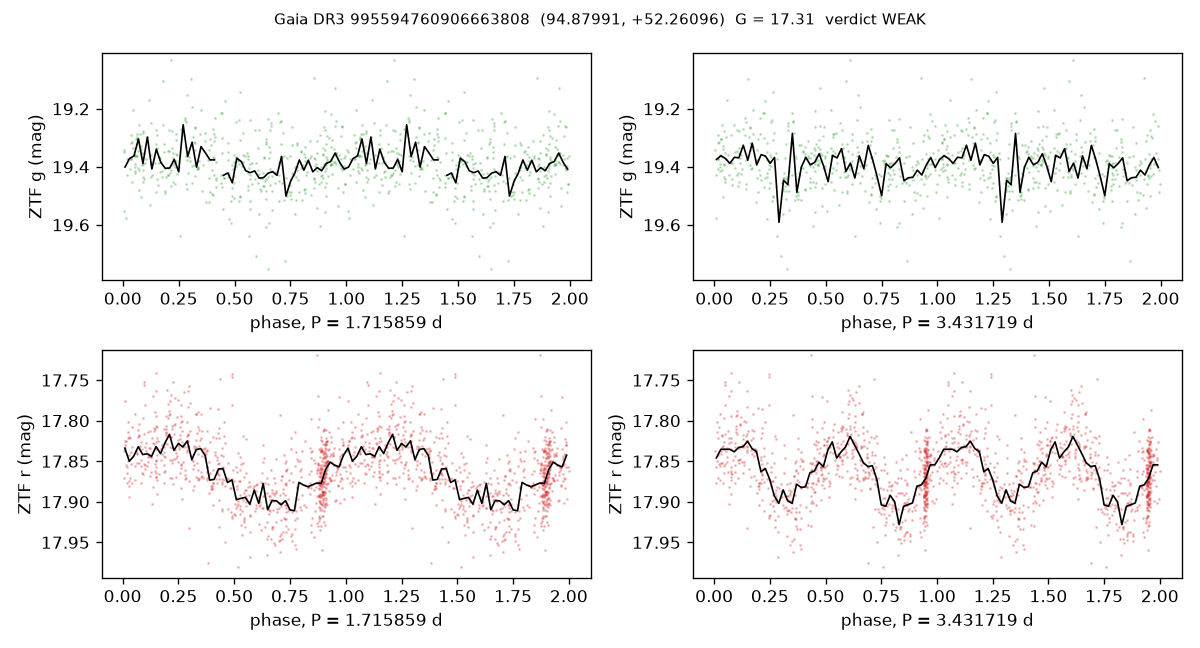 Gaia DR3 995594760906663808  (94.87991, +52.26096)  G = 17.31  verdict WEAK
ZTF g (mag)
19.2
19.4
19.6
0.00 0.25 0.50 0.75 1.00 1.25 1.50 1.75 2.00
phase, P = 1.715859 d
ZTF g (mag)
19.2
19.4
19.6
0.00 0.25 0.50 0.75 1.00 1.25 1.50 1.75 2.00
phase, P = 3.431719 d
ZTF r (mag)
17.75
17.80
17.85
17.90
17.95
0.00 0.25 0.50 0.75 1.00 1.25 1.50 1.75 2.00
phase, P = 1.715859 d
ZTF r (mag)
17.75
17.80
17.85
17.90
17.95
0.00 0.25 0.50 0.75 1.00 1.25 1.50 1.75 2.00
phase, P = 3.431719 d